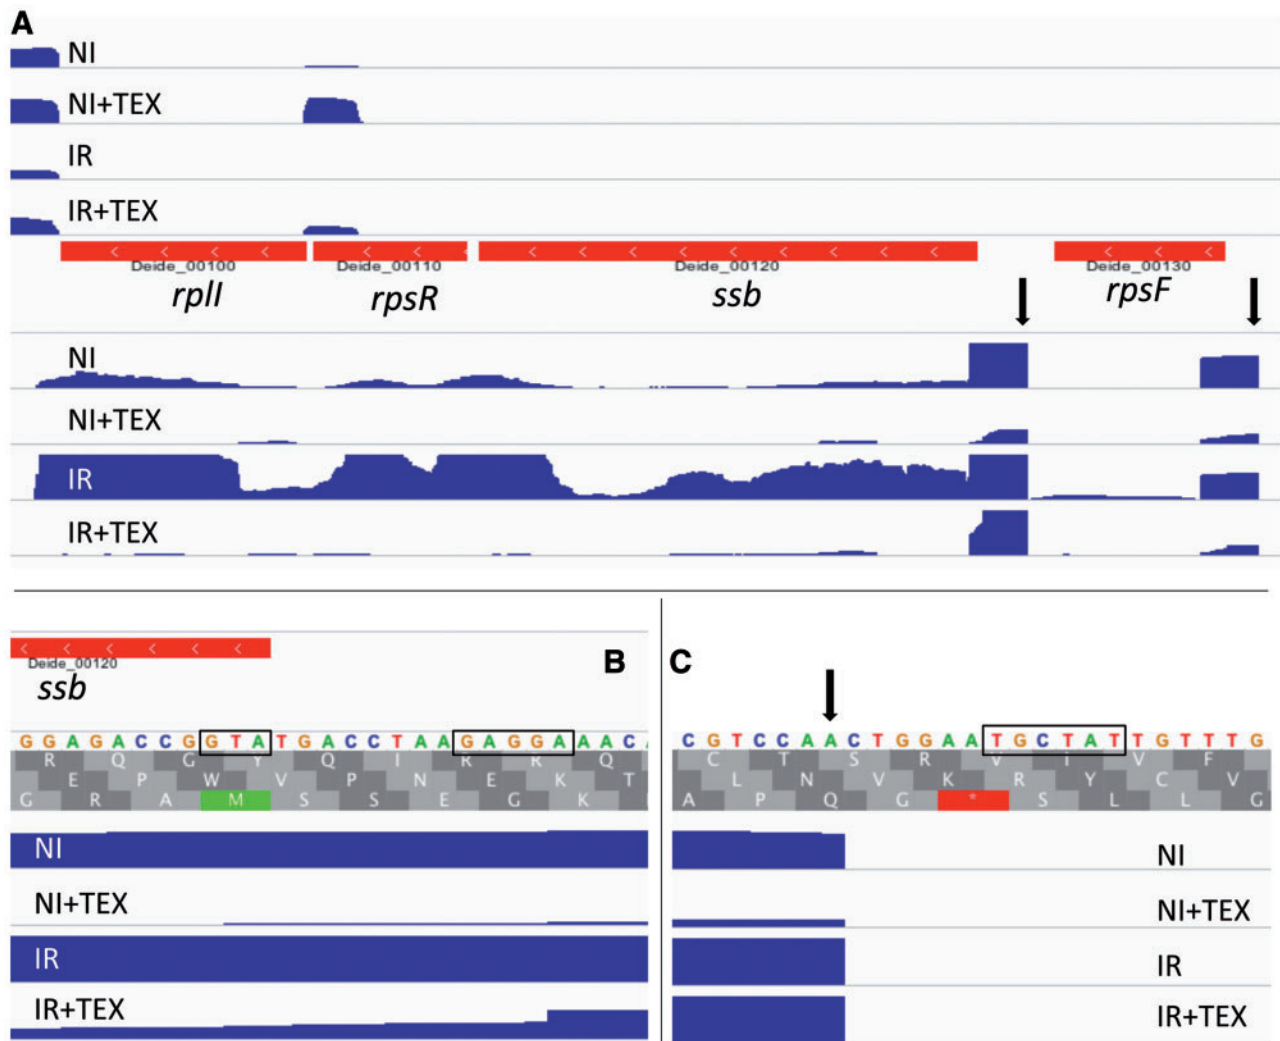 A
NI
NI+TEX
IR
IR+TEX
Deide_00100
Deide_00110
Deide_00120
Deide_00130
rplI
rpsR
ssb
rpsF
NI
NI+TEX
IR
IR+TEX
B
Deide_00120
ssb
GGAGACCGGTATGACCTAAGAGGAAACA
R Q G Y Q I R R Q
E P W V P N E K T
G R A M S S E G K
NI
NI+TEX
IR
IR+TEX
C
CGTCCAACTGGAATGCTATTGTTTG
C T S R V I V F
L N V K R Y C V
A P Q G * S L L G
NI
NI+TEX
IR
IR+TEX